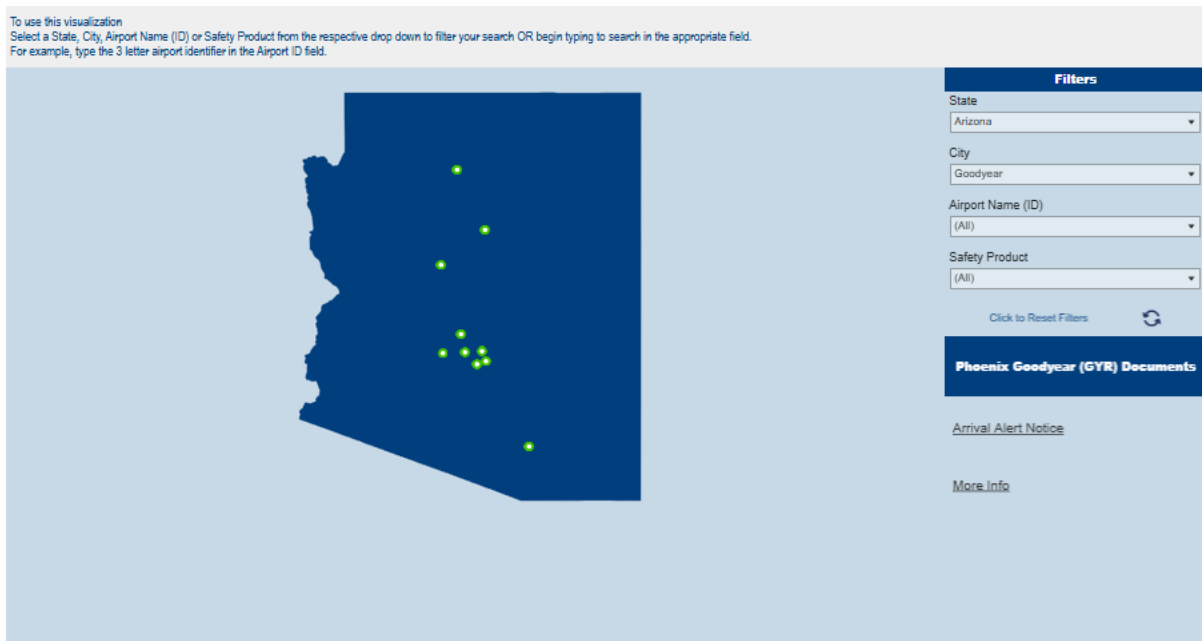 To use this visualization
Select a State, City, Airport Name (ID) or Safety Product from the respective drop down to filter your search OR begin typing to search in the appropriate field.
For example, type the 3 letter airport identifier in the Airport ID field.
Filters
State
Arizona
City
Goodyear
Airport Name (ID)
(All)
Safety Product
(All)
Click to Reset Filters
Phoenix Goodyear (GYR) Documents
Arrival Alert Notice
More Info